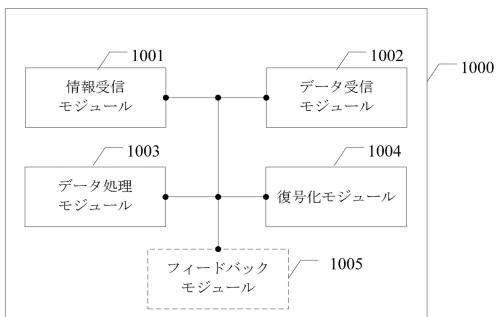 1001
1002
1000
情報受信
モジュール
データ受信
モジュール
1003
1004
データ処理
モジュール
復号化モジュール
フィードバック
モジュール
1005